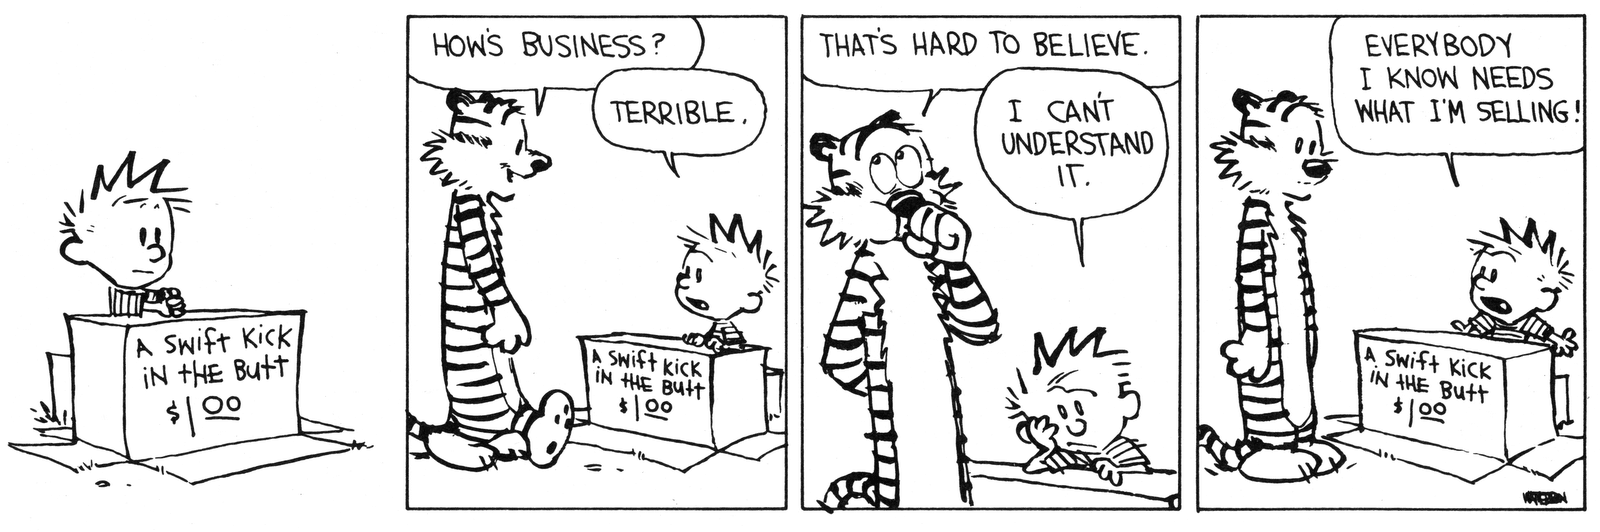 A SWIFT KICK
IN THE BUTT
$1.00
HOW'S BUSINESS?
TERRIBLE.
A SWIFT KICK
IN THE BUTT
$1.00
THAT'S HARD TO BELIEVE.
I CAN'T
UNDERSTAND
IT.
EVERYBODY
I KNOW NEEDS
WHAT I'M SELLING!
A SWIFT KICK
IN THE BUTT
$1.00